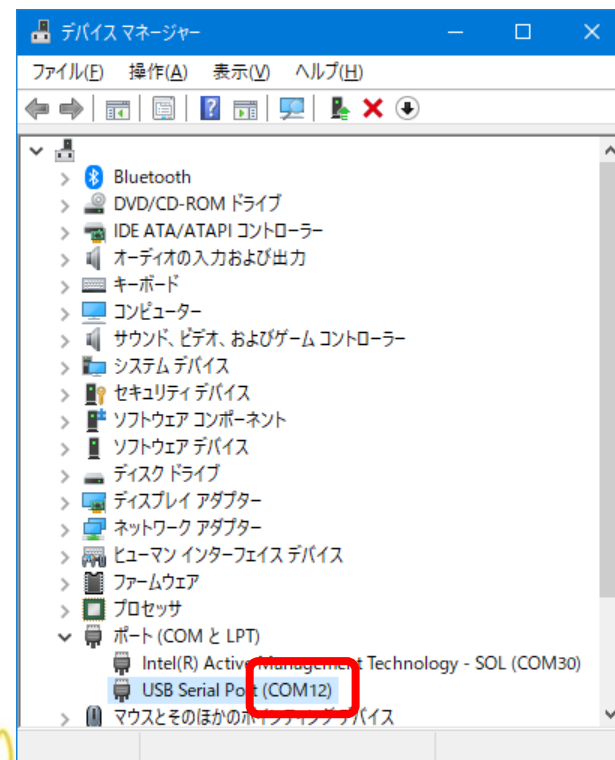 デバイス マネージャー
ファイル(F) 操作(A) 表示(V) ヘルプ(H)
Bluetooth
DVD/CD-ROM ドライブ
IDE ATA/ATAPI コントローラー
オーディオの入力および出力
キーボード
コンピューター
サウンド、ビデオ、およびゲーム コントローラー
システム デバイス
セキュリティ デバイス
ソフトウェア コンポーネント
ソフトウェア デバイス
ディスク ドライブ
ディスプレイ アダプター
ネットワーク アダプター
ヒューマン インターフェイス デバイス
ファームウェア
プロセッサ
ポート (COM と LPT)
Intel(R) Active Management Technology - SOL (COM30)
USB Serial Port (COM12)
マウスとそのほかのポインティング デバイス